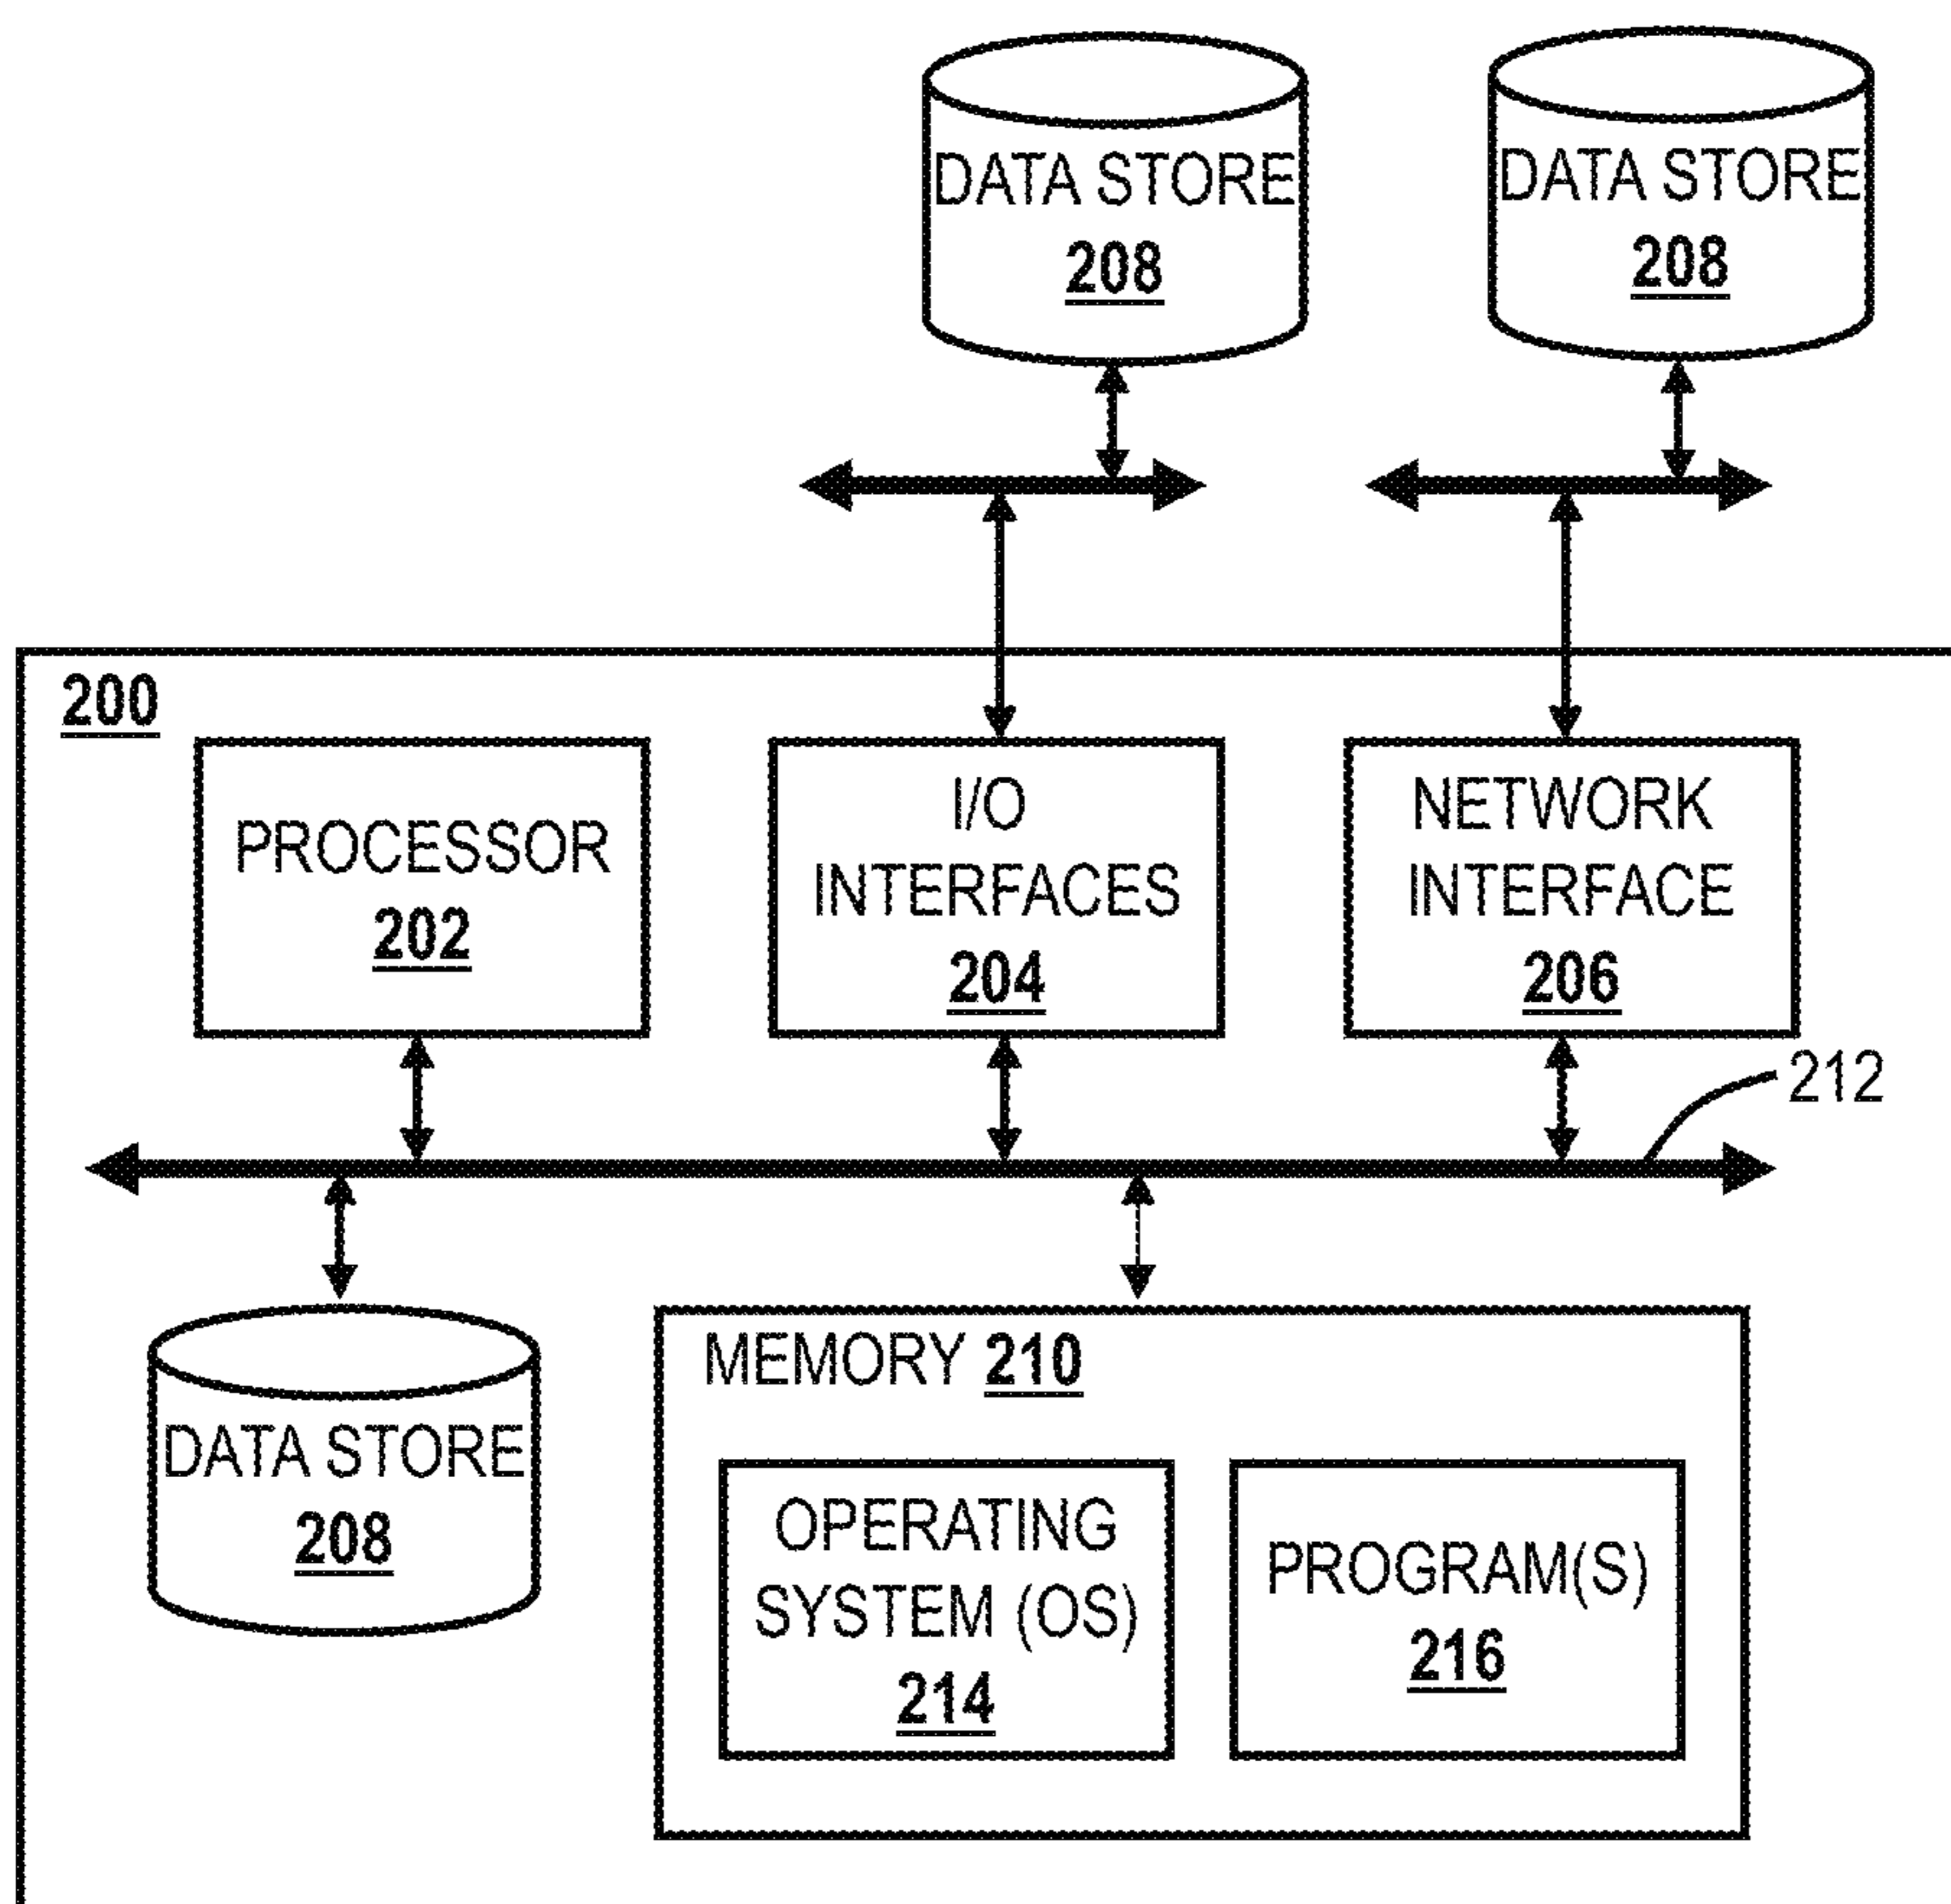 DATA STORE
208
DATA STORE
208
200
PROCESSOR
202
I/O
INTERFACES
204
NETWORK
INTERFACE
206
212
DATA STORE
208
MEMORY 210
OPERATING
SYSTEM (OS)
214
PROGRAM(S)
216